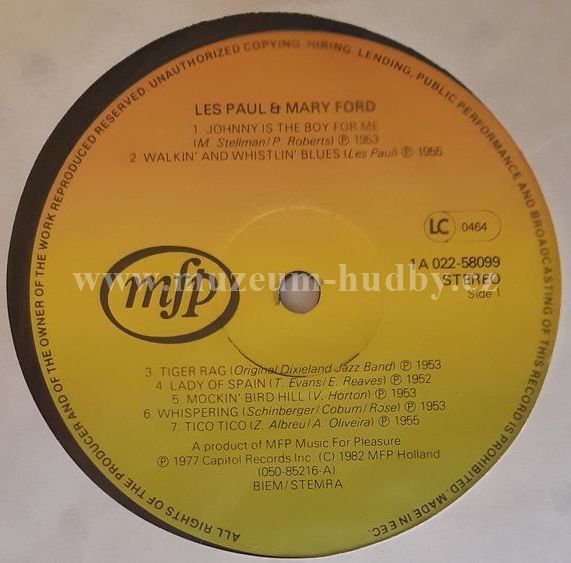 ALL RIGHTS OF THE PRODUCER AND OF THE OWNER OF THE WORK REPRODUCED RESERVED. UNAUTHORIZED COPYING, HIRING, LENDING, PUBLIC PERFORMANCE AND BROADCASTING OF THIS RECORD IS PROHIBITED. MADE IN EEC.
LES PAUL & MARY FORD
1. JOHNNY IS THE BOY FOR ME
(M. Stellman/P. Roberts) ℗ 1953
2. WALKIN' AND WHISTLIN' BLUES (Les Paul) ℗ 1955
LC 0464
1A 022-58099
www.muzeum-hudby.cz
STEREO
Side 1
mfp
3. TIGER RAG (Original Dixieland Jazz Band) ℗ 1953
4. LADY OF SPAIN (T. Evans/E. Reaves) ℗ 1952
5. MOCKIN' BIRD HILL (V. Horton) ℗ 1953
6. WHISPERING (Schinberger/Cobum/Rose) ℗ 1953
7. TICO TICO (Z. Albreu/A. Oliveira) ℗ 1955
A product of MFP Music For Pleasure
℗ 1977 Capitol Records Inc. (C) 1982 MFP Holland
(050-85216-A)
BIEM/STEMRA